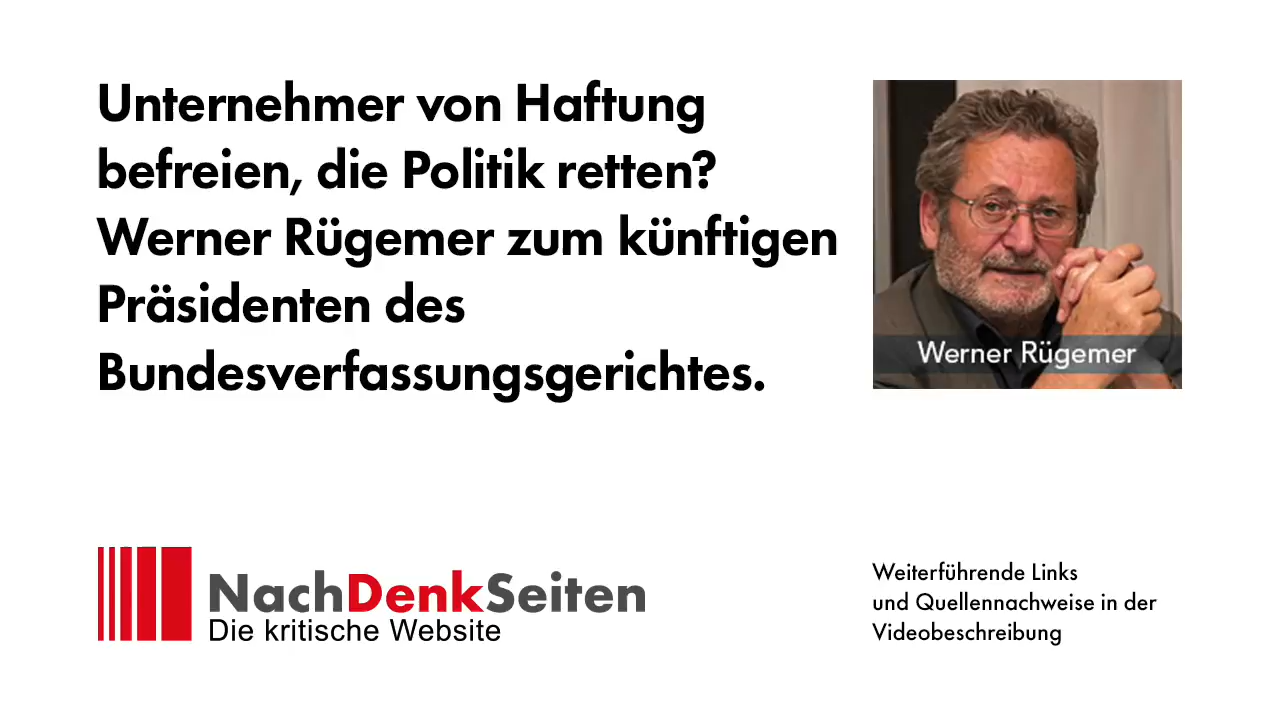 Unternehmer von Haftung
befreien, die Politik retten?
Werner Rügemer zum künftigen
Präsidenten des
Bundesverfassungsgerichtes.
Werner Rügemer
NachDenkSeiten
Die kritische Website
Weiterführende Links
und Quellennachweise in der
Videobeschreibung